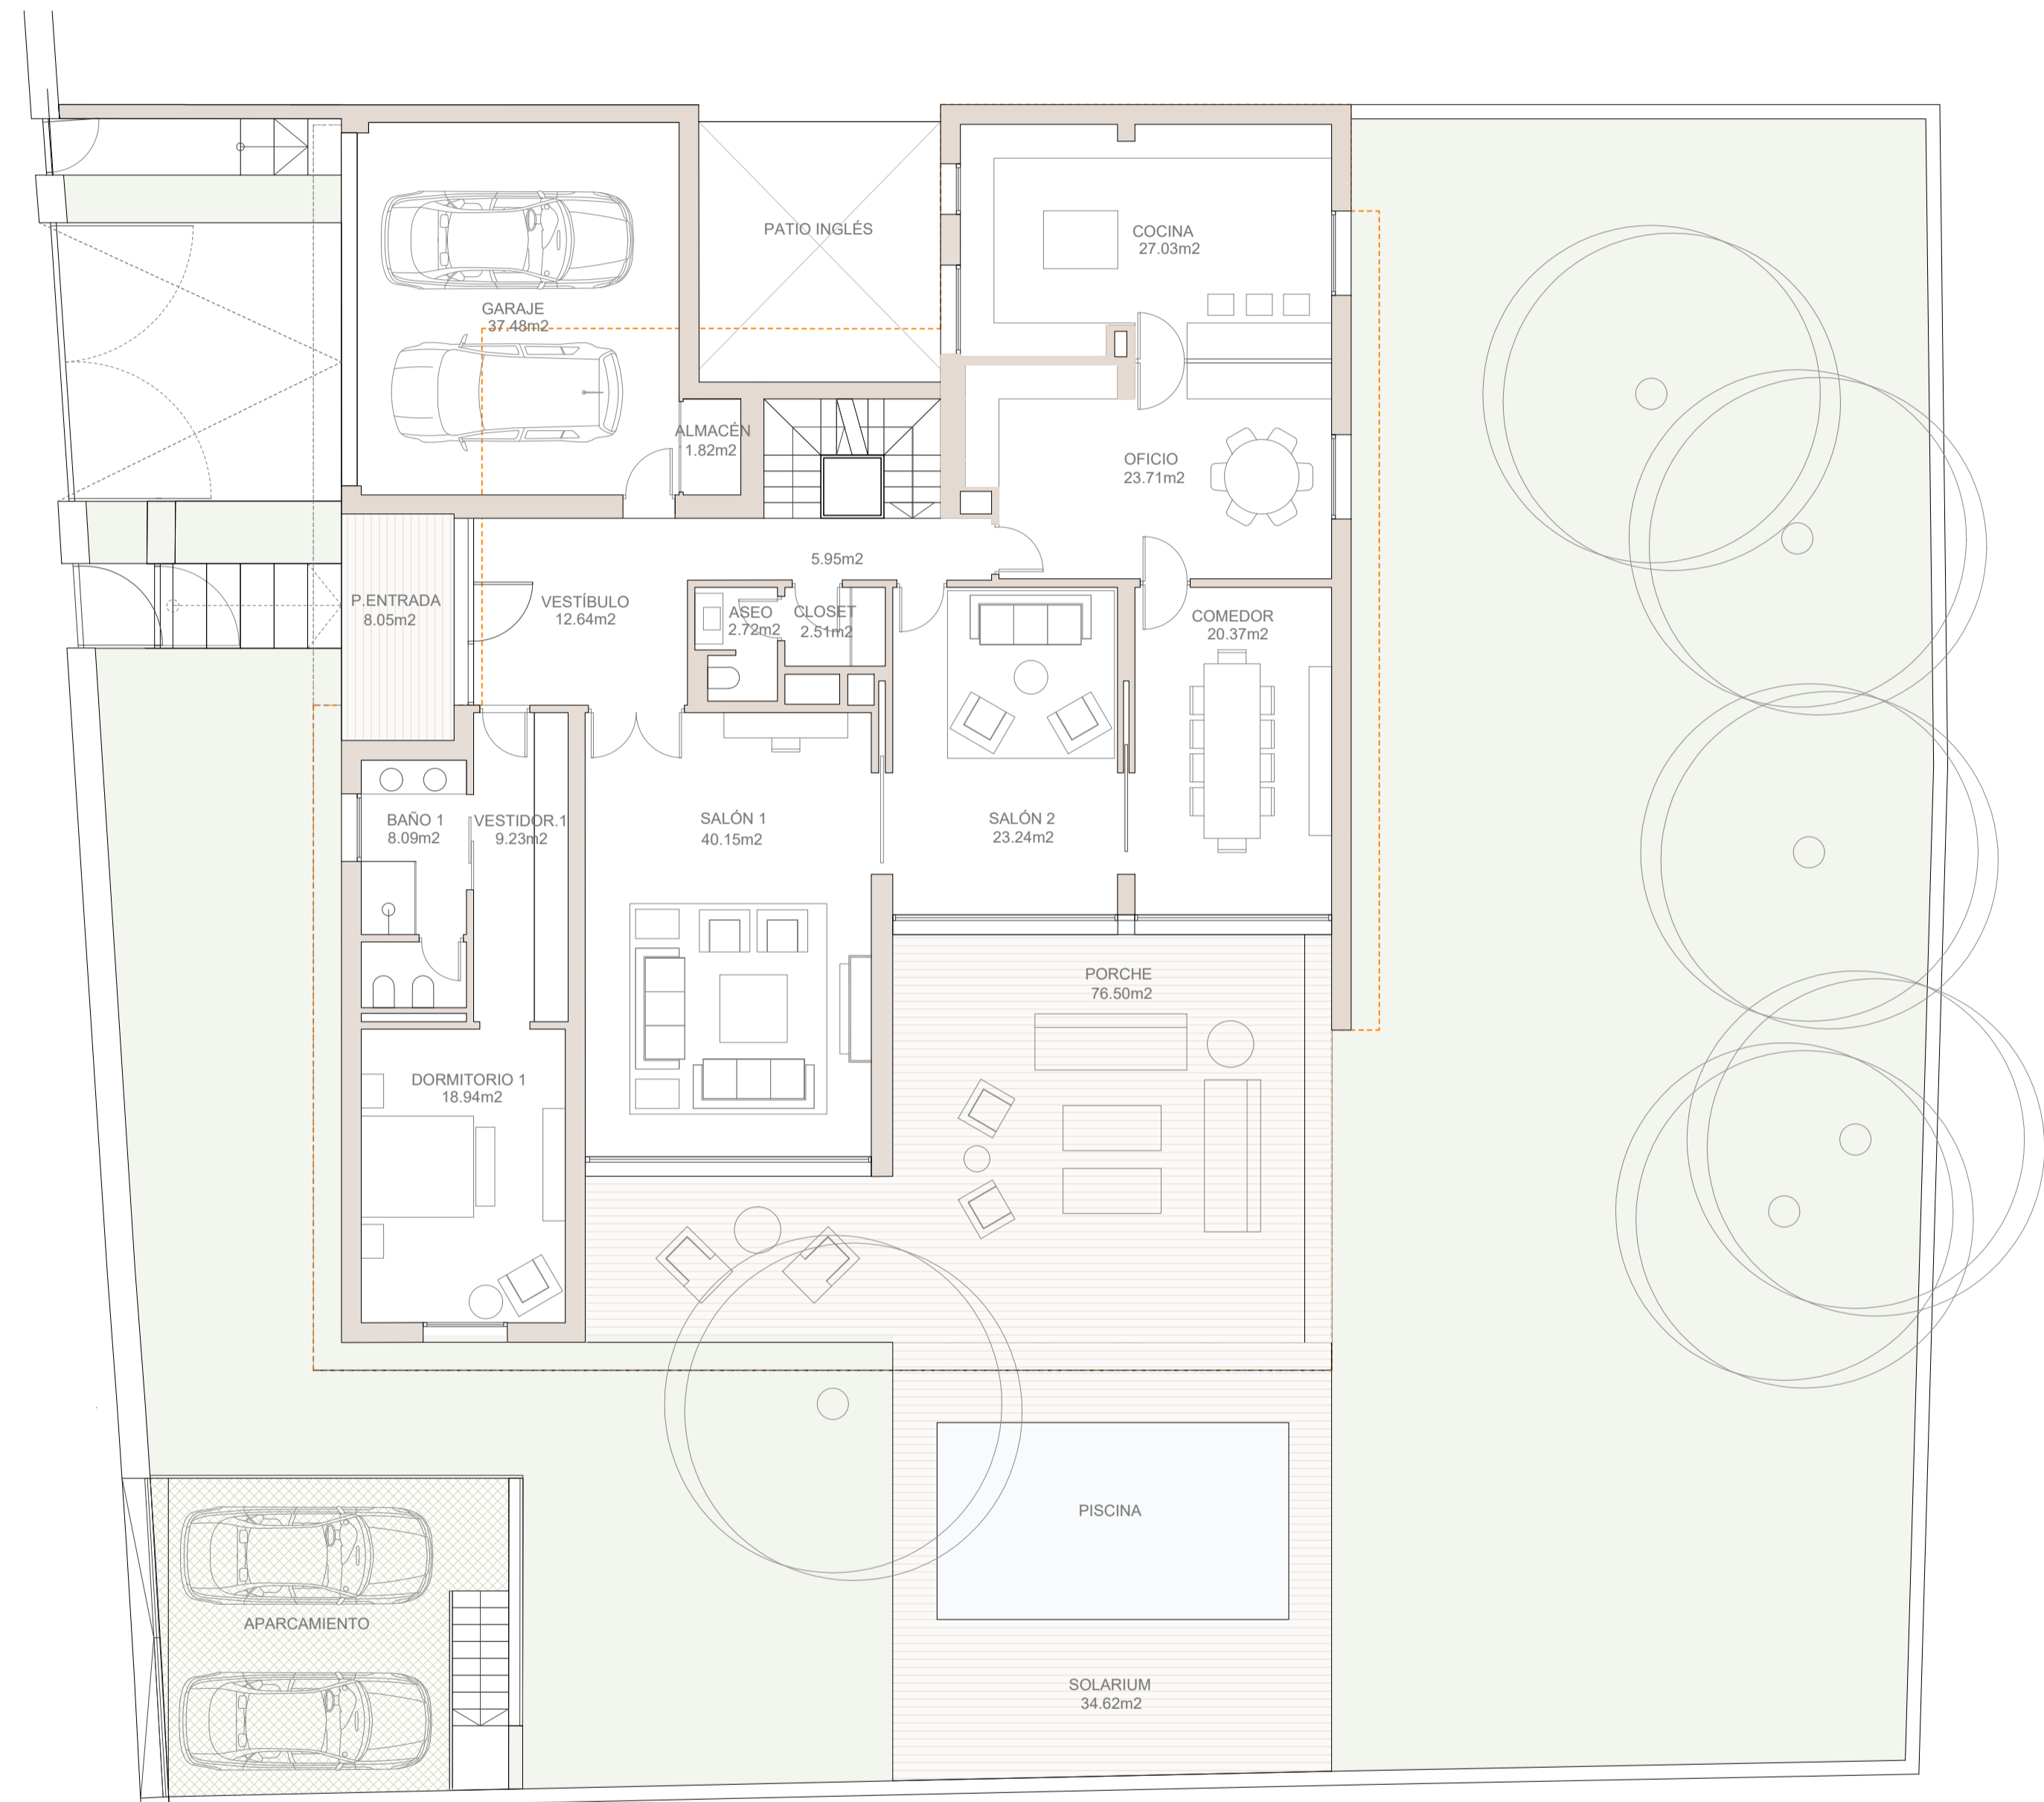 PATIO INGLÉS
COCINA
27.03m2
GARAJE
37.48m2
ALMACÉN
1.82m2
OFICIO
23.71m2
5.95m2
P.ENTRADA
8.05m2
VESTÍBULO
12.64m2
ASEO
2.72m2
CLOSET
2.51m2
COMEDOR
20.37m2
BAÑO 1
8.09m2
VESTIDOR.1
9.23m2
SALÓN 1
40.15m2
SALÓN 2
23.24m2
PORCHE
76.50m2
DORMITORIO 1
18.94m2
PISCINA
APARCAMIENTO
SOLARIUM
34.62m2